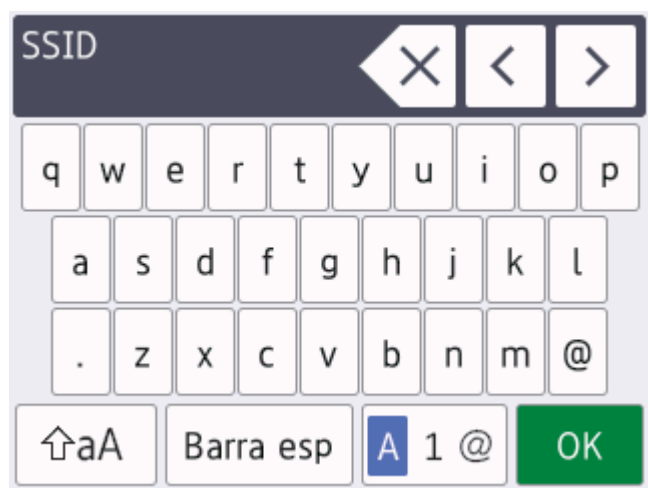 SSID
q w e r t y u i o p
a s d f g h j k l
. z x c v b n m @
aA Barra esp A 1 @ OK